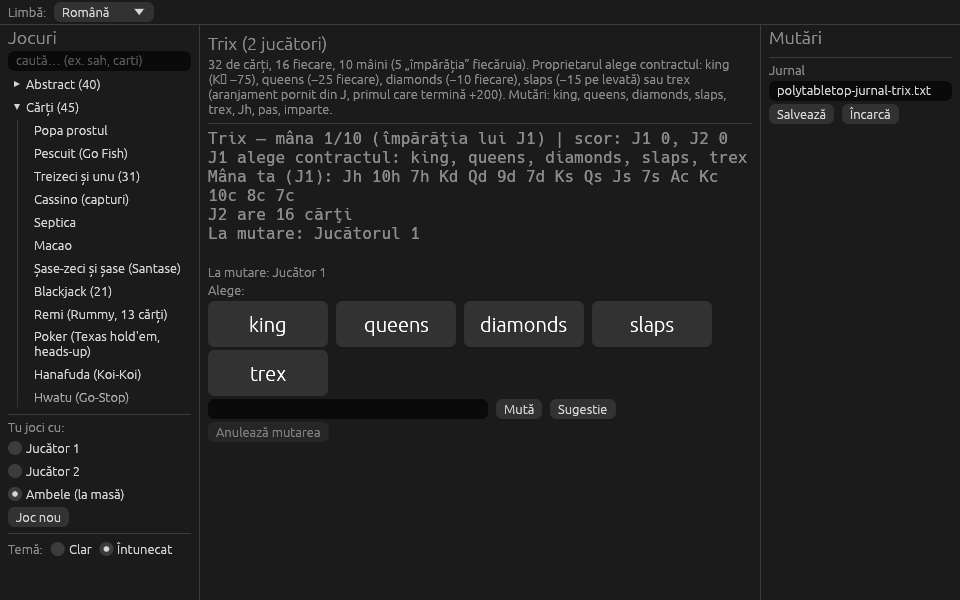 Limbă: Română
Jocuri
caută... (ex. sah, carti)
Abstract (40)
Cărți (45)
Popa prostul
Pescuit (Go Fish)
Treizeci și unu (31)
Cassino (capturi)
Septica
Macao
Șase-zeci și șase (Santase)
Blackjack (21)
Remi (Rummy, 13 cărți)
Poker (Texas hold'em,
heads-up)
Hanafuda (Koi-Koi)
Hwatu (Go-Stop)
Tu joci cu:
Jucător 1
Jucător 2
Ambele (la masă)
Joc nou
Temă: Clar Întunecat
Trix (2 jucători)
32 de cărți, 16 fiecare, 10 mâini (5 „împărăția” fiecăruia). Proprietarul alege contractul: king
(K −75), queens (−25 fiecare), diamonds (−10 fiecare), slaps (−15 pe levată) sau trex
(aranjament pornit din J, primul care termină +200). Mutări: king, queens, diamonds, slaps,
trex, Jh, pas, imparte.
Trix — mâna 1/10 (împărăția lui J1) | scor: J1 0, J2 0
J1 alege contractul: king, queens, diamonds, slaps, trex
Mâna ta (J1): Jh 10h 7h Kd Qd 9d 7d Ks Qs Js 7s Ac Kc
10c 8c 7c
J2 are 16 cărți
La mutare: Jucătorul 1
La mutare: Jucător 1
Alege:
king queens diamonds slaps
trex
Mută Sugestie
Anulează mutarea
Mutări
Jurnal
polytabletop-jurnal-trix.txt
Salvează Încarcă